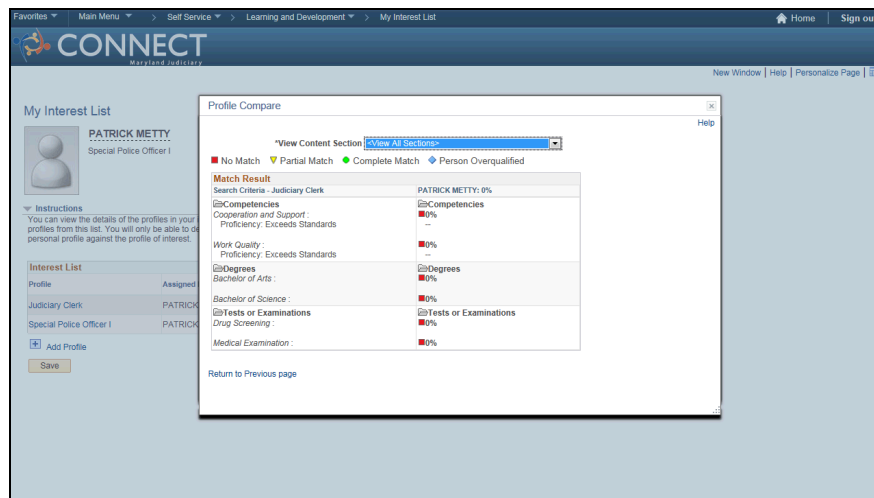 Favorites Main Menu > Self Service > Learning and Development > My Interest List Home Sign ou
CONNECT
Maryland Judiciary
New Window | Help | Personalize Page |
My Interest List
PATRICK METTY
Special Police Officer I
Instructions
You can view the details of the profiles in your i
profiles from this list. You will only be able to de
personal profile against the profile of interest.
Interest List
Profile Assigned
Judiciary Clerk PATRICK
Special Police Officer I PATRICK
Add Profile
Save
Profile Compare
Help
*View Content Section <View All Sections>
No Match Partial Match Complete Match Person Overqualified
Match Result
Search Criteria - Judiciary Clerk PATRICK METTY: 0%
Competencies Competencies
Cooperation and Support : 0%
Proficiency: Exceeds Standards --
Work Quality : 0%
Proficiency: Exceeds Standards --
Degrees Degrees
Bachelor of Arts : 0%
Bachelor of Science : 0%
Tests or Examinations Tests or Examinations
Drug Screening : 0%
Medical Examination : 0%
Return to Previous page